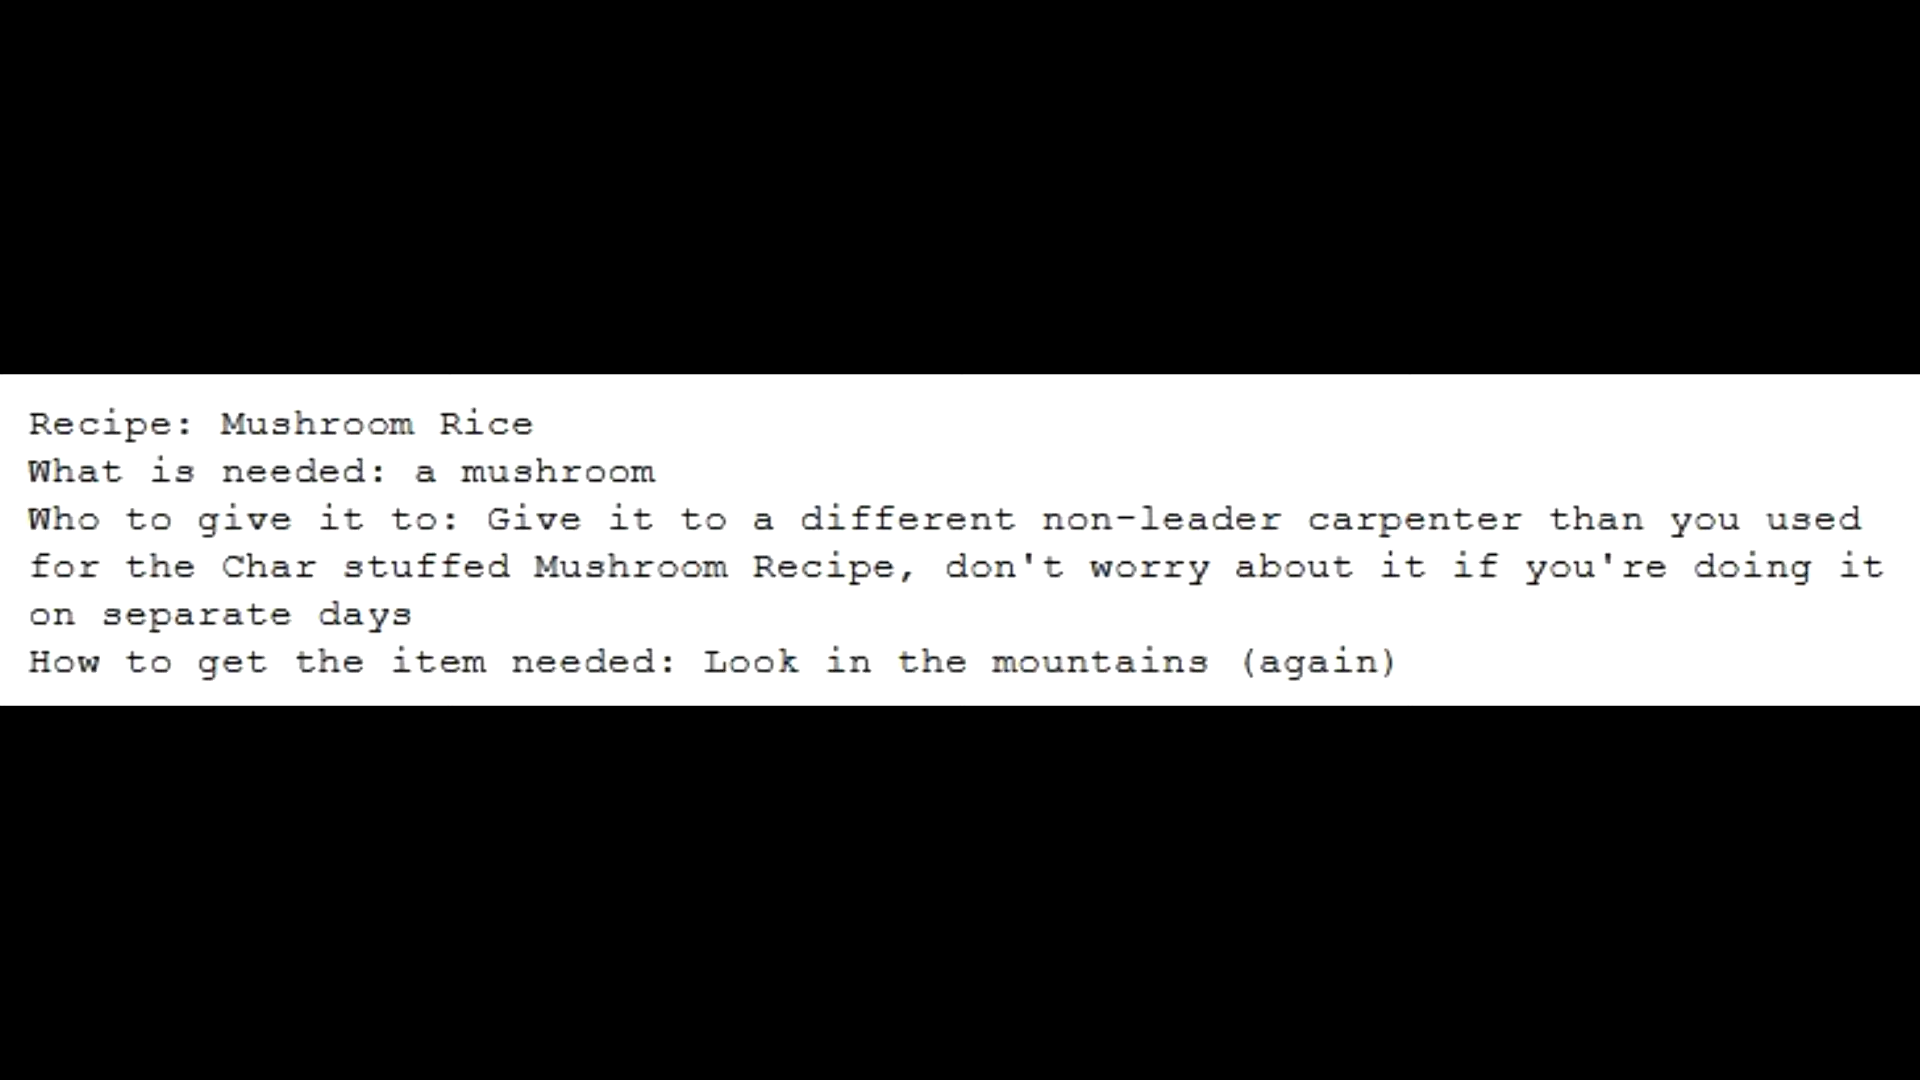 Recipe: Mushroom Rice
What is needed: a mushroom
Who to give it to: Give it to a different non-leader carpenter than you used
for the Char stuffed Mushroom Recipe, don't worry about it if you're doing it
on separate days
How to get the item needed: Look in the mountains (again)